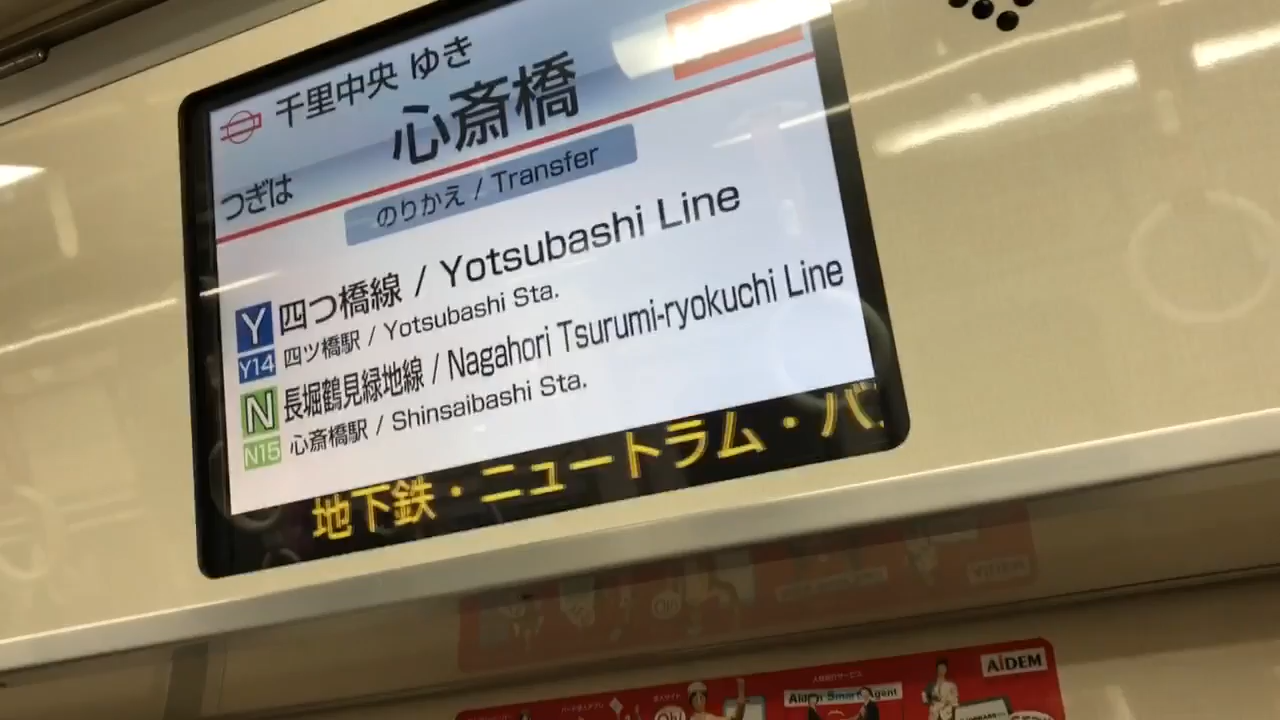 千里中央 ゆき
つぎは 心斎橋
のりかえ / Transfer
Y 四つ橋線 / Yotsubashi Line
Y14 四ツ橋駅 / Yotsubashi Sta.
N 長堀鶴見緑地線 / Nagahori Tsurumi-ryokuchi Line
N15 心斎橋駅 / Shinsaibashi Sta.
地下鉄・ニュートラム・バ
AiDEM
Aidem Smart Agent